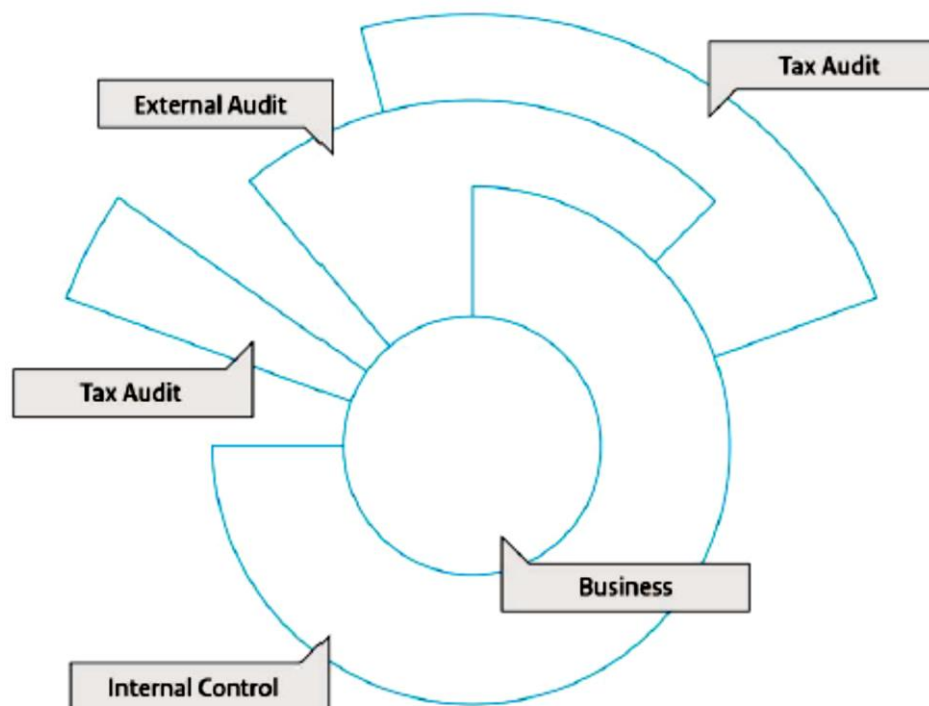 Tax Audit
External Audit
Tax Audit
Business
Internal Control